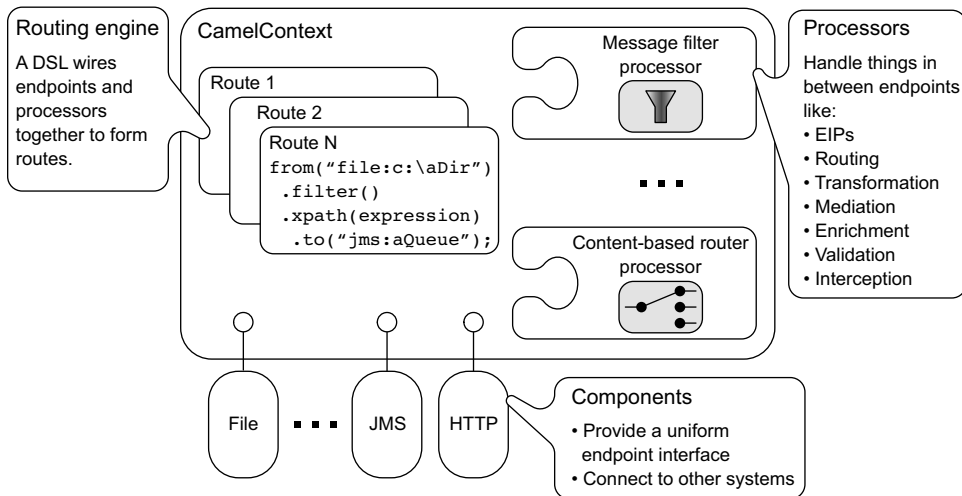 Routing engine
A DSL wires
endpoints and
processors
together to form
routes.
CamelContext
Route 1
Route 2
Route N
from(“file:c:\aDir”)
.filter()
.xpath(expression)
.to(“jms:aQueue”);
Message filter
processor
Content-based router
processor
Processors
Handle things in
between endpoints
like:
• EIPs
• Routing
• Transformation
• Mediation
• Enrichment
• Validation
• Interception
File
JMS
HTTP
Components
• Provide a uniform
endpoint interface
• Connect to other systems